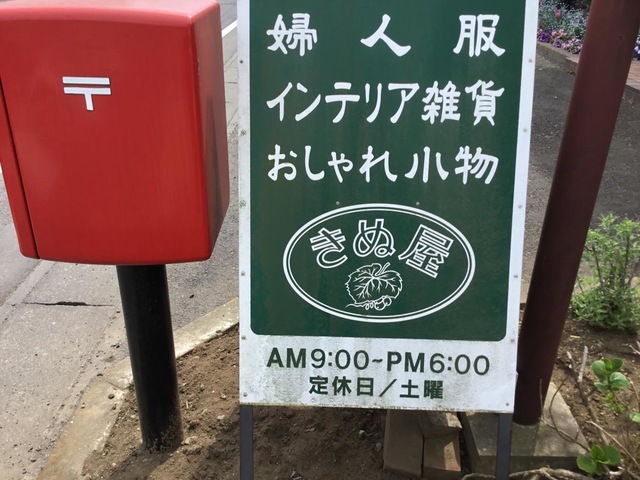 〒
婦人服
インテリア雑貨
おしゃれ小物
きぬ屋
AM9:00~PM6:00
定休日/土曜